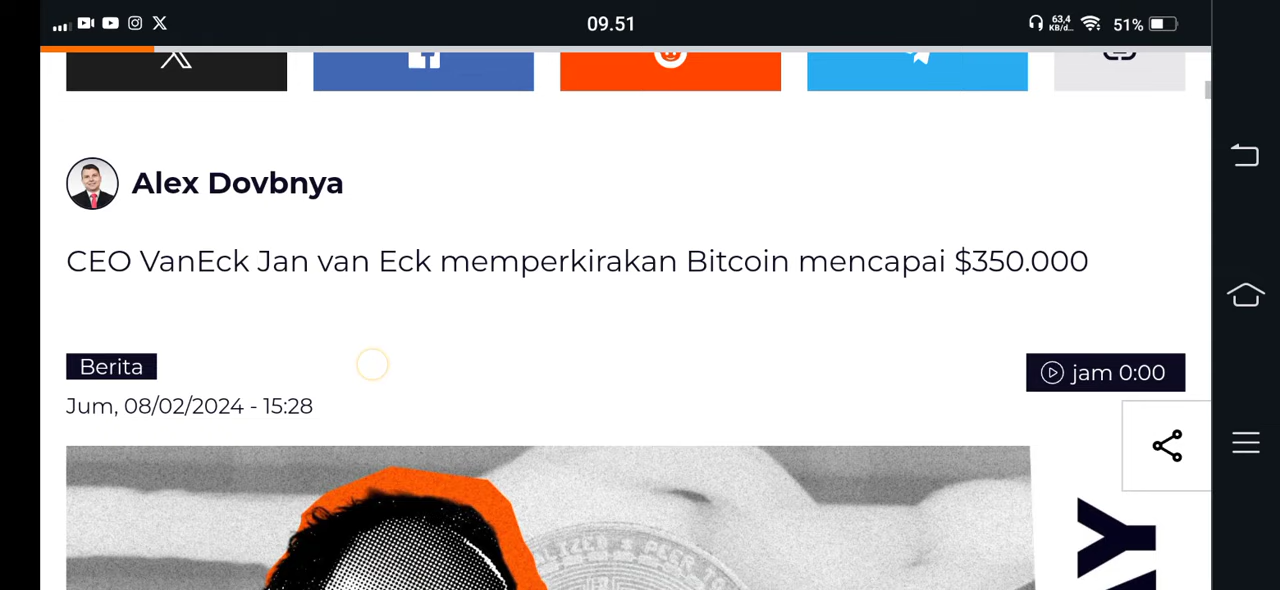 09.51
63,4
KB/d...
51%
Alex Dovbnya
CEO VanEck Jan van Eck memperkirakan Bitcoin mencapai $350.000
Berita
jam 0:00
Jum, 08/02/2024 - 15:28
AY